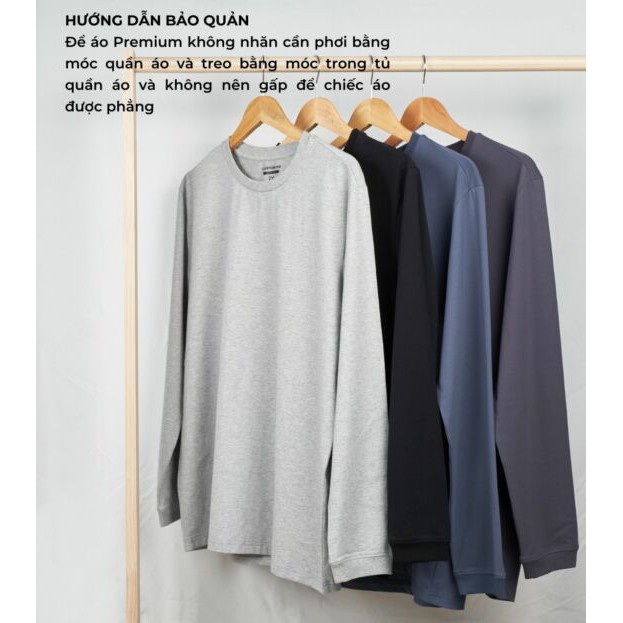 HƯỚNG DẪN BẢO QUẢN
Để áo Premium không nhăn cần phơi bằng
móc quần áo và treo bằng móc trong tủ
quần áo và không nên gấp để chiếc áo
được phẳng